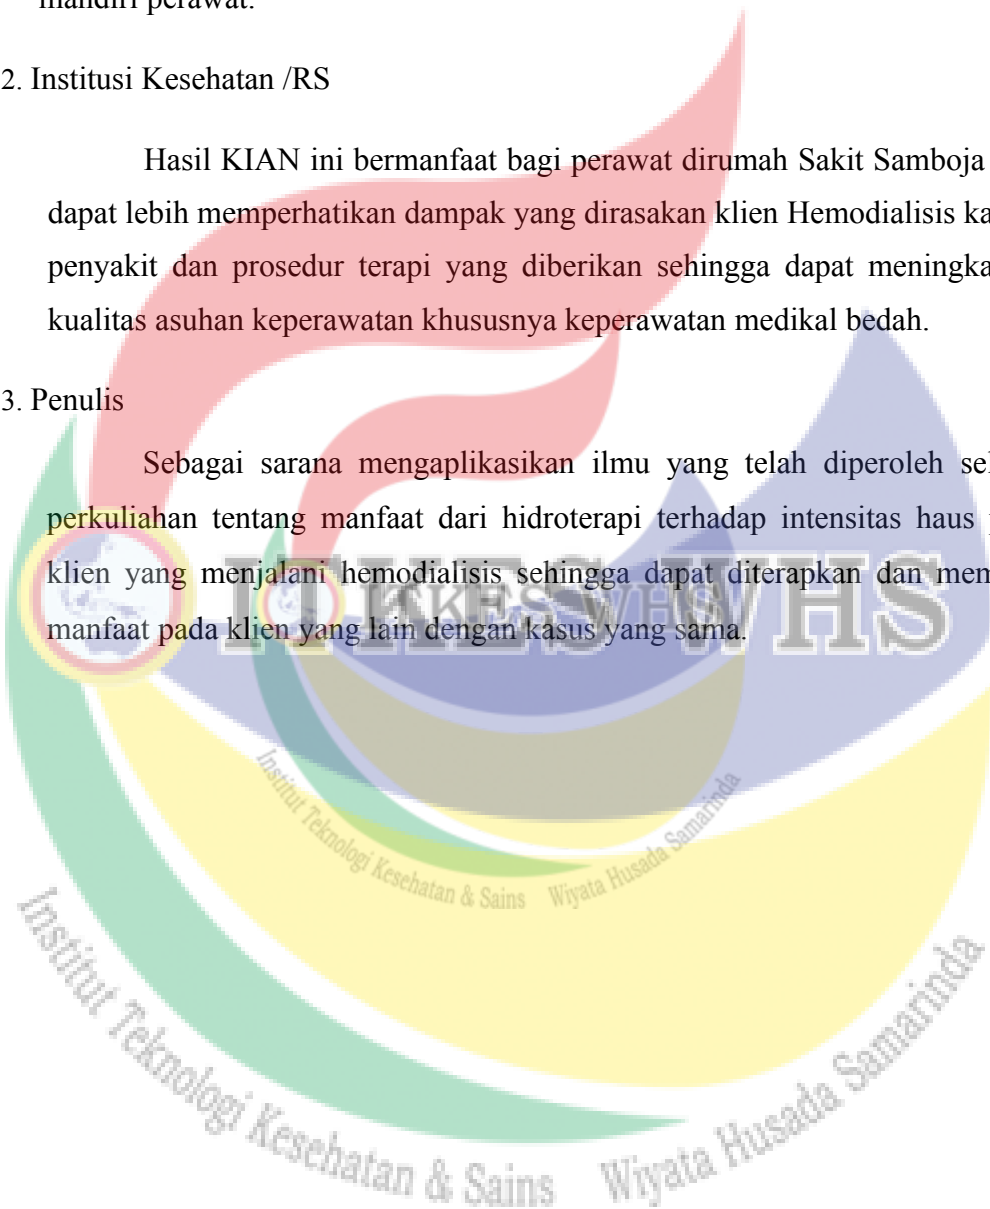 mandiri perawat.
2. Institusi Kesehatan /RS
Hasil KIAN ini bermanfaat bagi perawat dirumah Sakit Samboja
dapat lebih memperhatikan dampak yang dirasakan klien Hemodialisis
penyakit dan prosedur terapi yang diberikan sehingga dapat
kualitas asuhan keperawatan khususnya keperawatan medikal bedah.
3. Penulis
Sebagai sarana mengaplikasikan ilmu yang telah diperoleh
perkuliahan tentang manfaat dari hidroterapi terhadap intensitas haus
klien yang menjalani hemodialisis sehingga dapat diterapkan dan
manfaat pada klien yang lain dengan kasus yang sama.
ITKES WHS
ITKES WHS
Institut Teknologi Kesehatan & Sains Wiyata Husada Samarinda
Institut Teknologi Kesehatan & Sains Wiyata Husada Samarinda